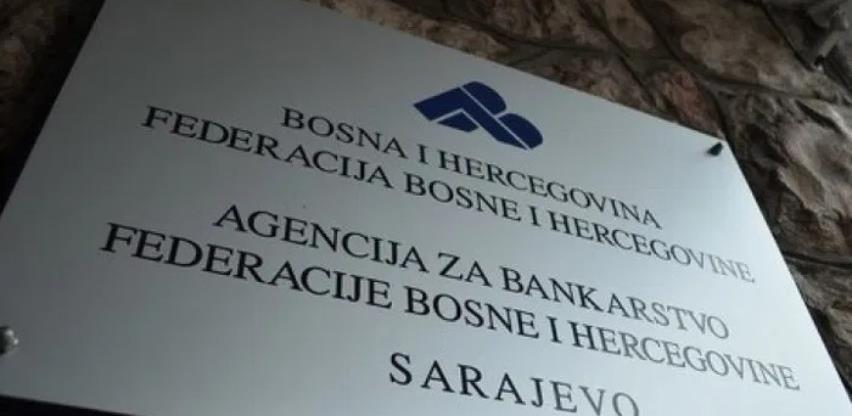 BOSNA I HERCEGOVINA
FEDERACIJA BOSNE I HERCEGOVINE
AGENCIJA ZA BANKARSTVO
FEDERACIJE BOSNE I HERCEGOVINE
SARAJEVO